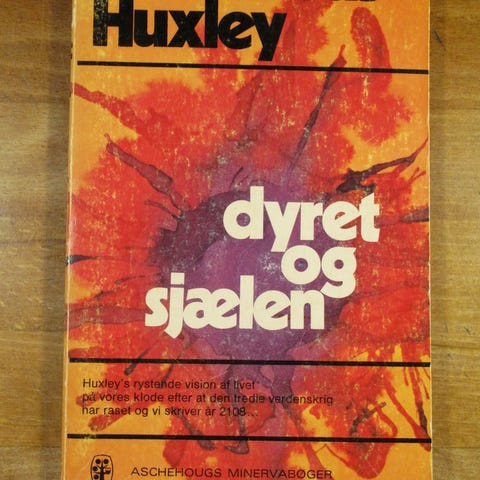 Huxley
dyret
og
sjælen
Huxley's rystende vision af livet
på vores klode efter at den tredie verdenskrig
har raset og vi skriver år 2108...
ASCHEHOUGS MINERVABØGER